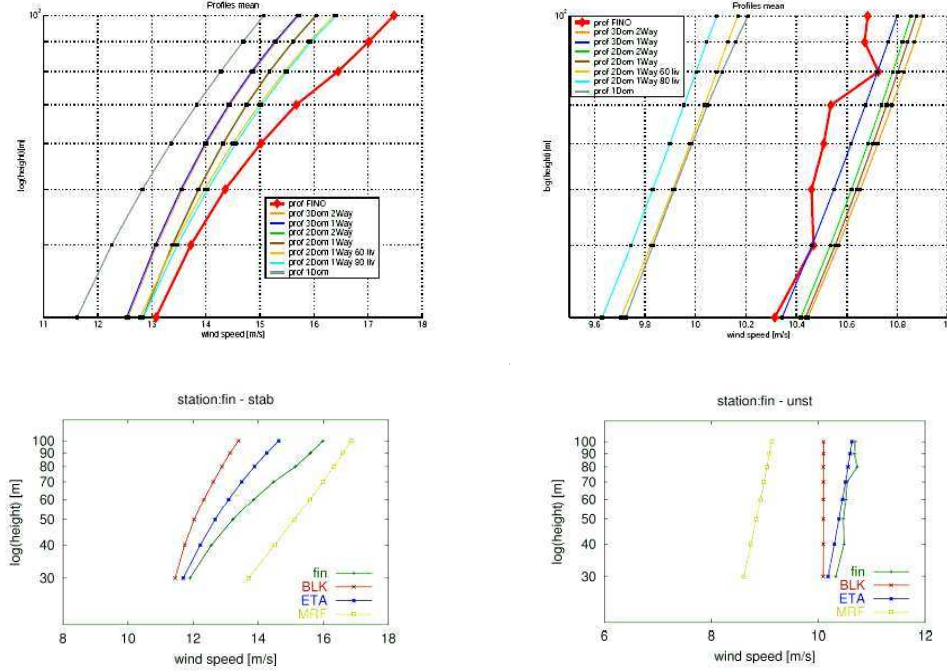 Profiles mean
10²
log(height)[m]
prof FINO
prof 3Dom 2Way
prof 3Dom 1Way
prof 2Dom 2Way
prof 2Dom 1Way
prof 2Dom 1Way 60 liv
prof 2Dom 1Way 80 liv
prof 1Dom
11 12 13 14 15 16 17 18
wind speed [m/s]
Profiles mean
10²
log(height)[m]
prof FINO
prof 3Dom 2Way
prof 3Dom 1Way
prof 2Dom 2Way
prof 2Dom 1Way
prof 2Dom 1Way 60 liv
prof 2Dom 1Way 80 liv
prof 1Dom
9.6 9.8 10 10.2 10.4 10.6 10.8
wind speed [m/s]
station:fin - stab
log(height) [m]
100
90
80
70
60
50
40
30
fin
BLK
ETA
MRF
8 10 12 14 16 18
wind speed [m/s]
station:fin - unst
log(height) [m]
100
90
80
70
60
50
40
30
fin
BLK
ETA
MRF
6 8 10 12
wind speed [m/s]